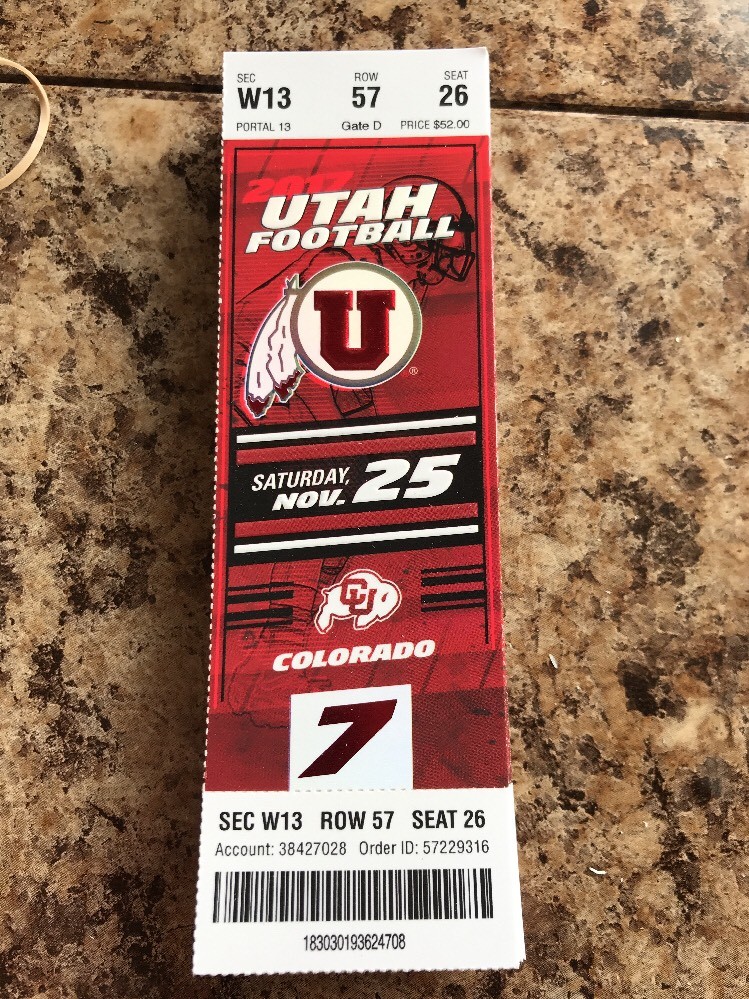 SEC ROW SEAT
W13 57 26
PORTAL 13 Gate D PRICE $52.00
2017
UTAH
FOOTBALL
U
®
SATURDAY,
NOV. 25
CU
COLORADO
7
SEC W13 ROW 57 SEAT 26
Account: 38427028 Order ID: 57229316
183030193624708